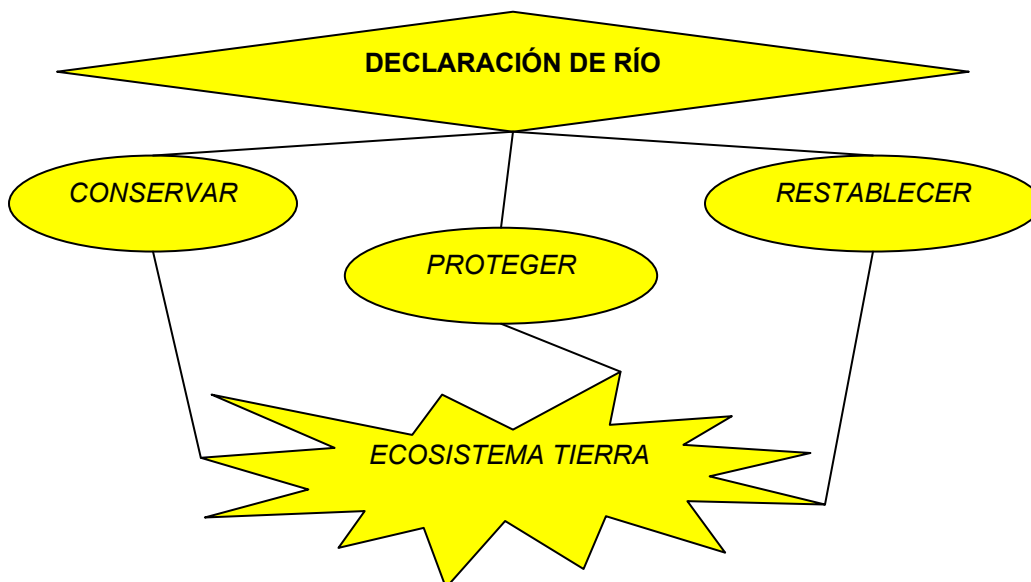 DECLARACIÓN DE RÍO
CONSERVAR
RESTABLECER
PROTEGER
ECOSISTEMA TIERRA